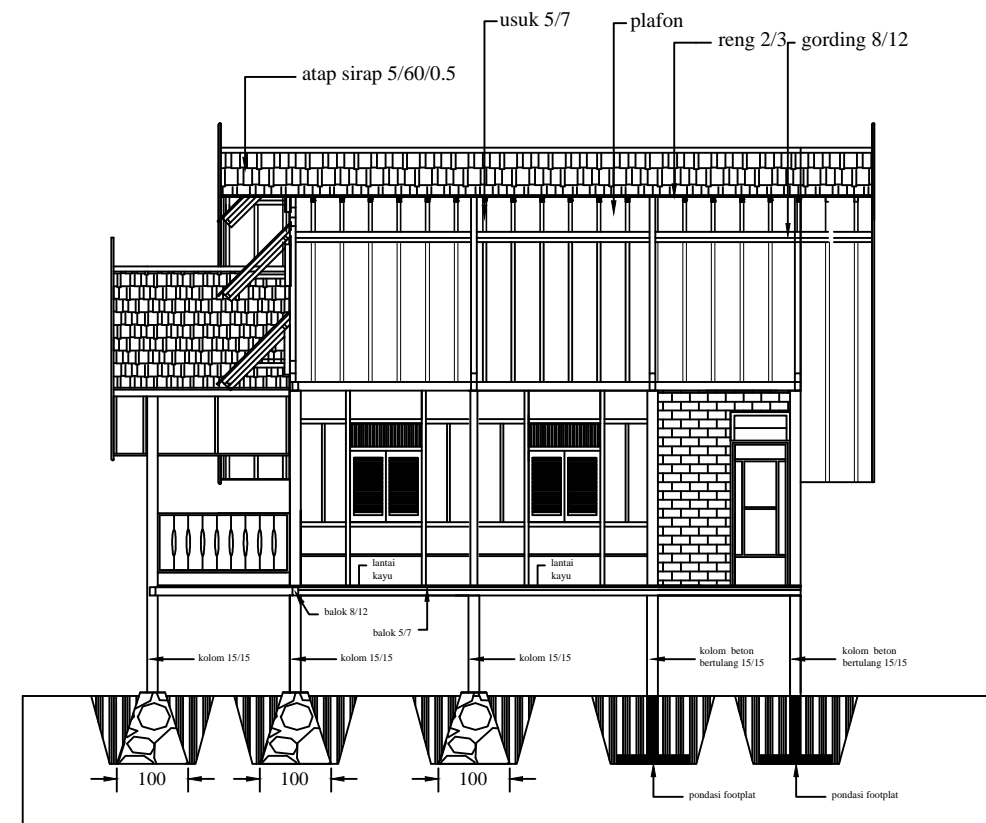 usuk 5/7
plafon
reng 2/3
gording 8/12
atap sirap 5/60/0.5
lantai
kayu
lantai
kayu
balok 8/12
balok 5/7
kolom 15/15
kolom 15/15
kolom 15/15
kolom beton
bertulang 15/15
kolom beton
bertulang 15/15
100
100
100
pondasi footplat
pondasi footplat